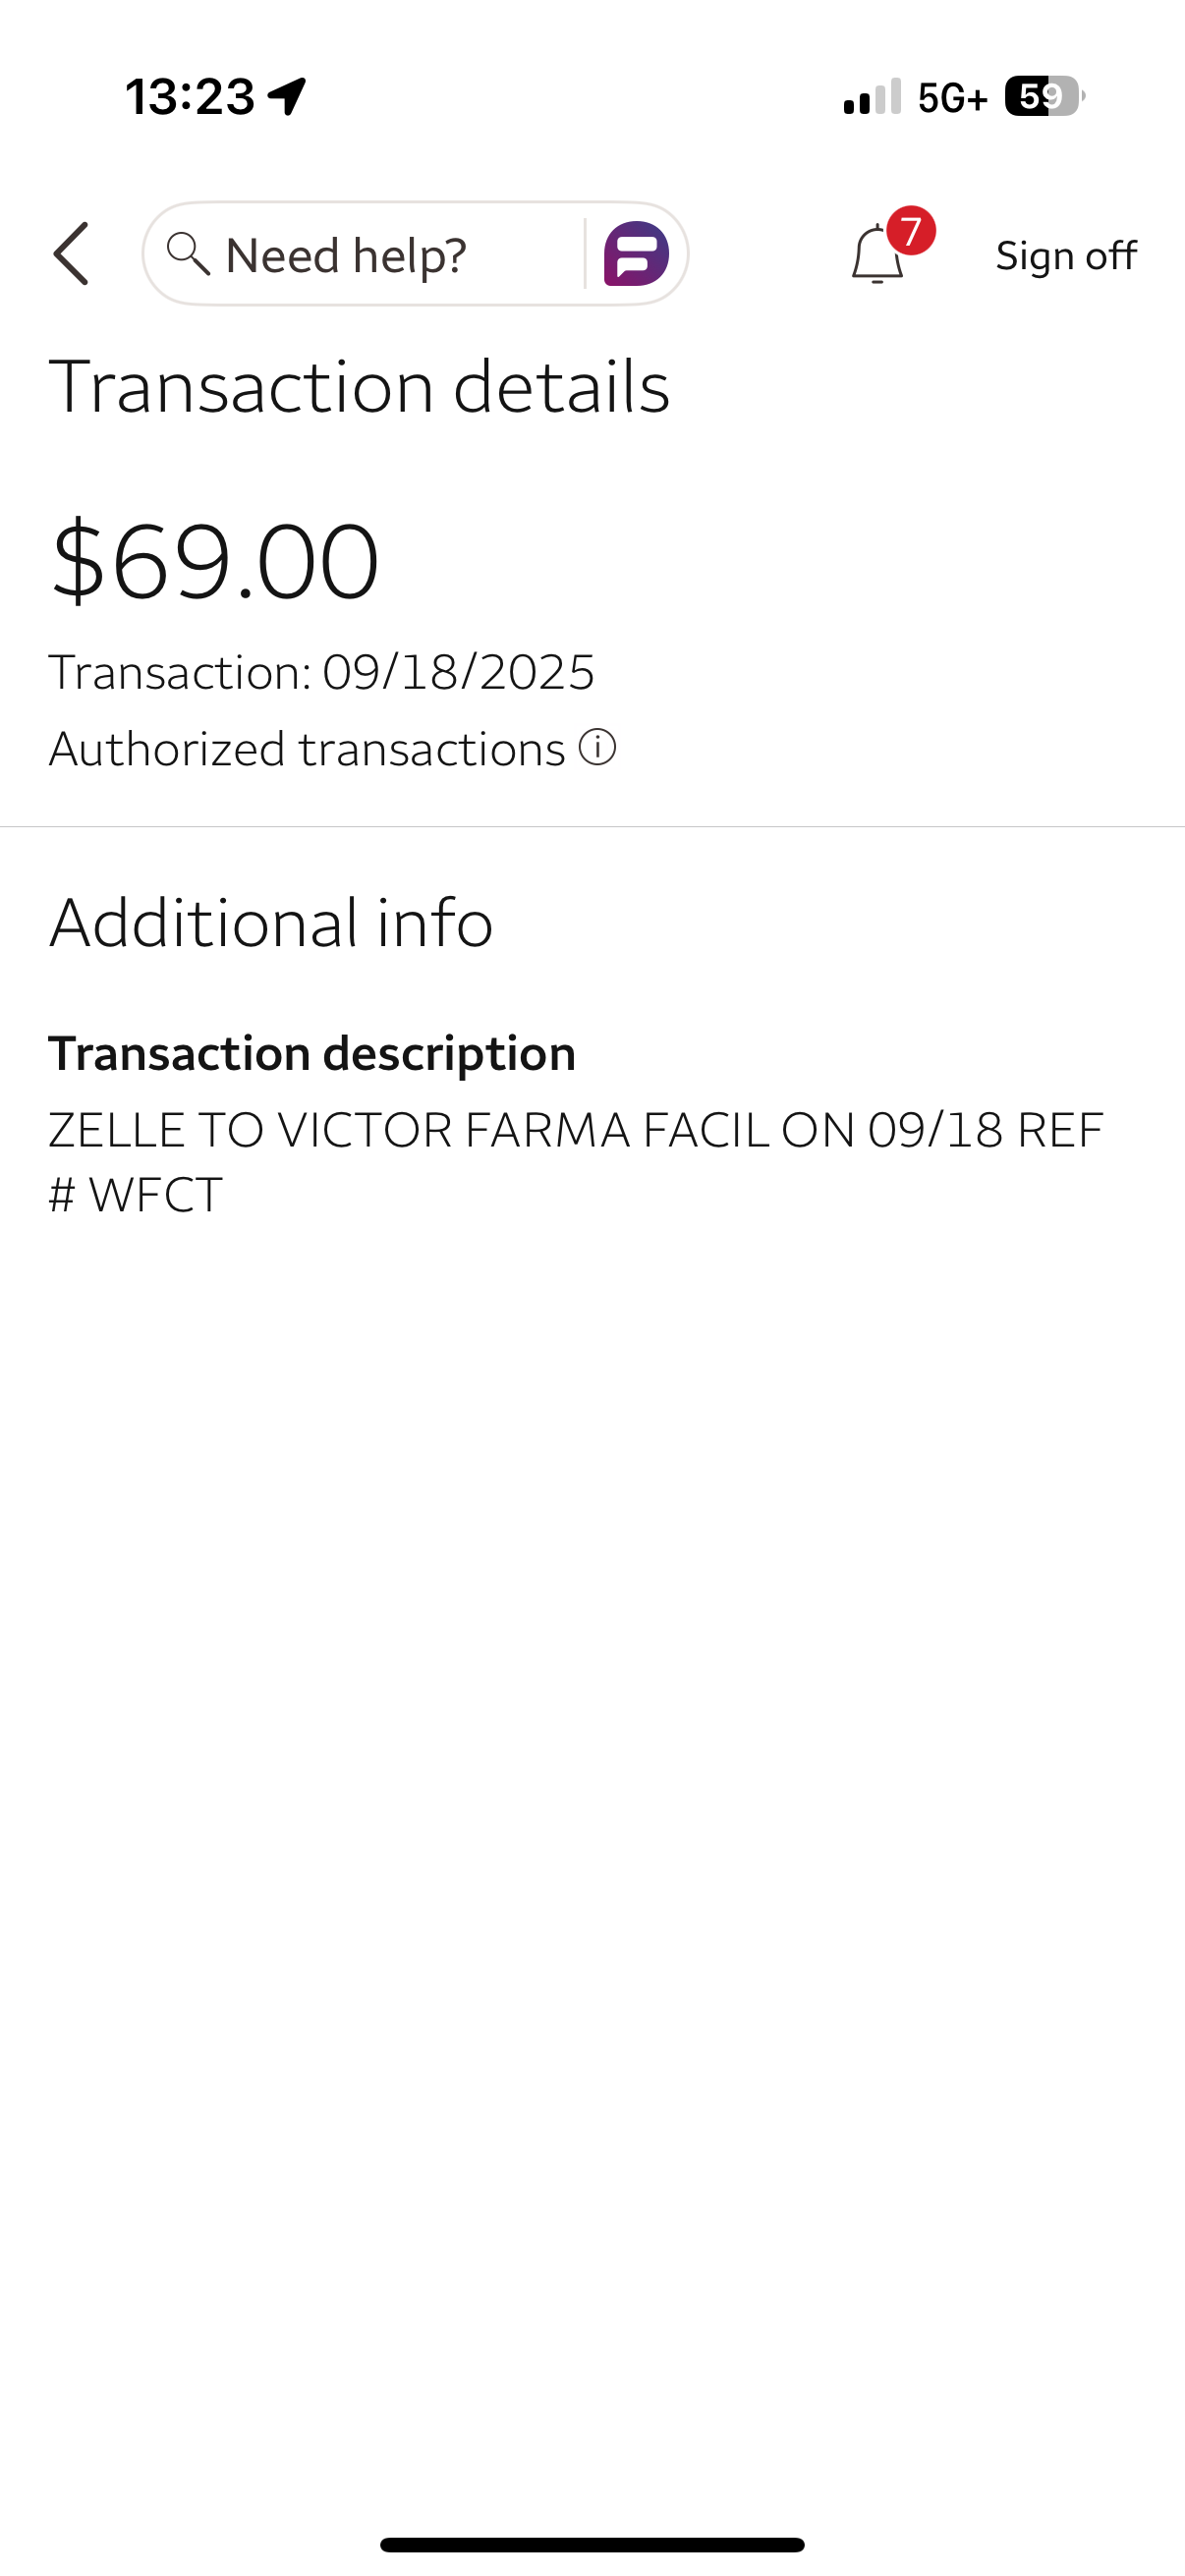 13:23
5G+ 59
Need help?
7
Sign off
Transaction details
$69.00
Transaction: 09/18/2025
Authorized transactions
Additional info
Transaction description
ZELLE TO VICTOR FARMA FACIL ON 09/18 REF
# WFCT